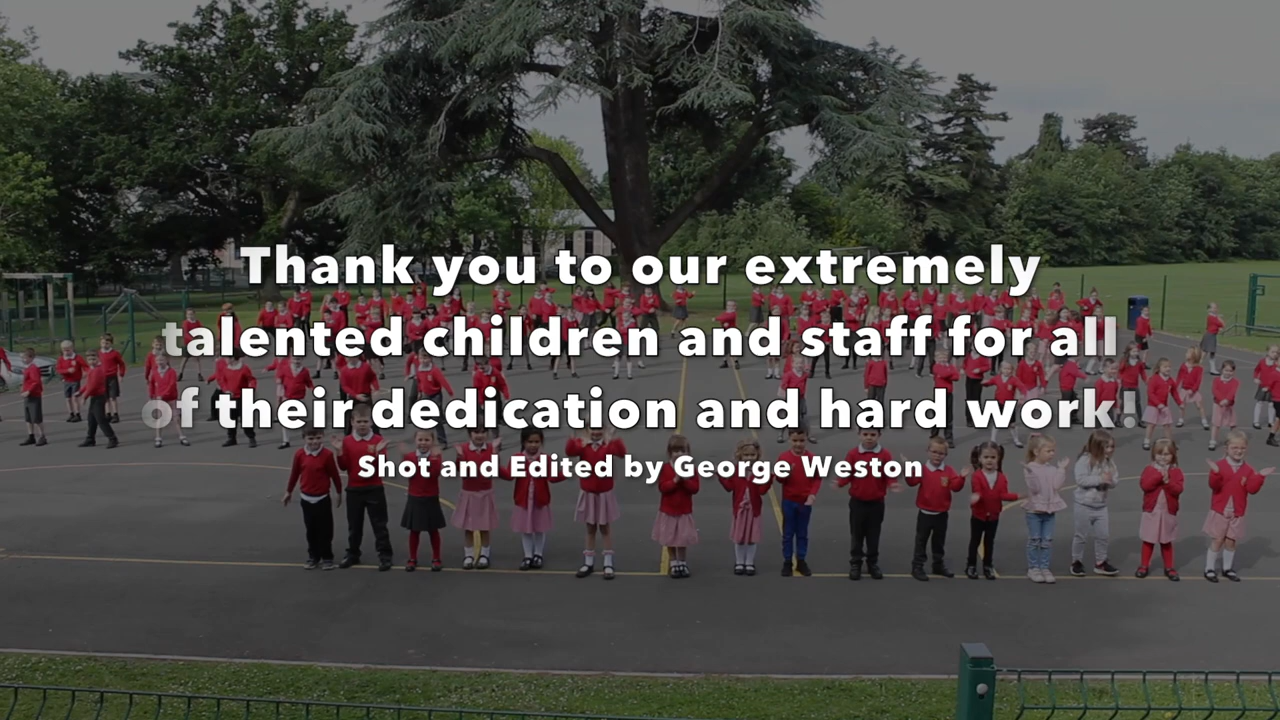 Thank you to our extremely
talented children and staff for all
of their dedication and hard work!
Shot and Edited by George Weston